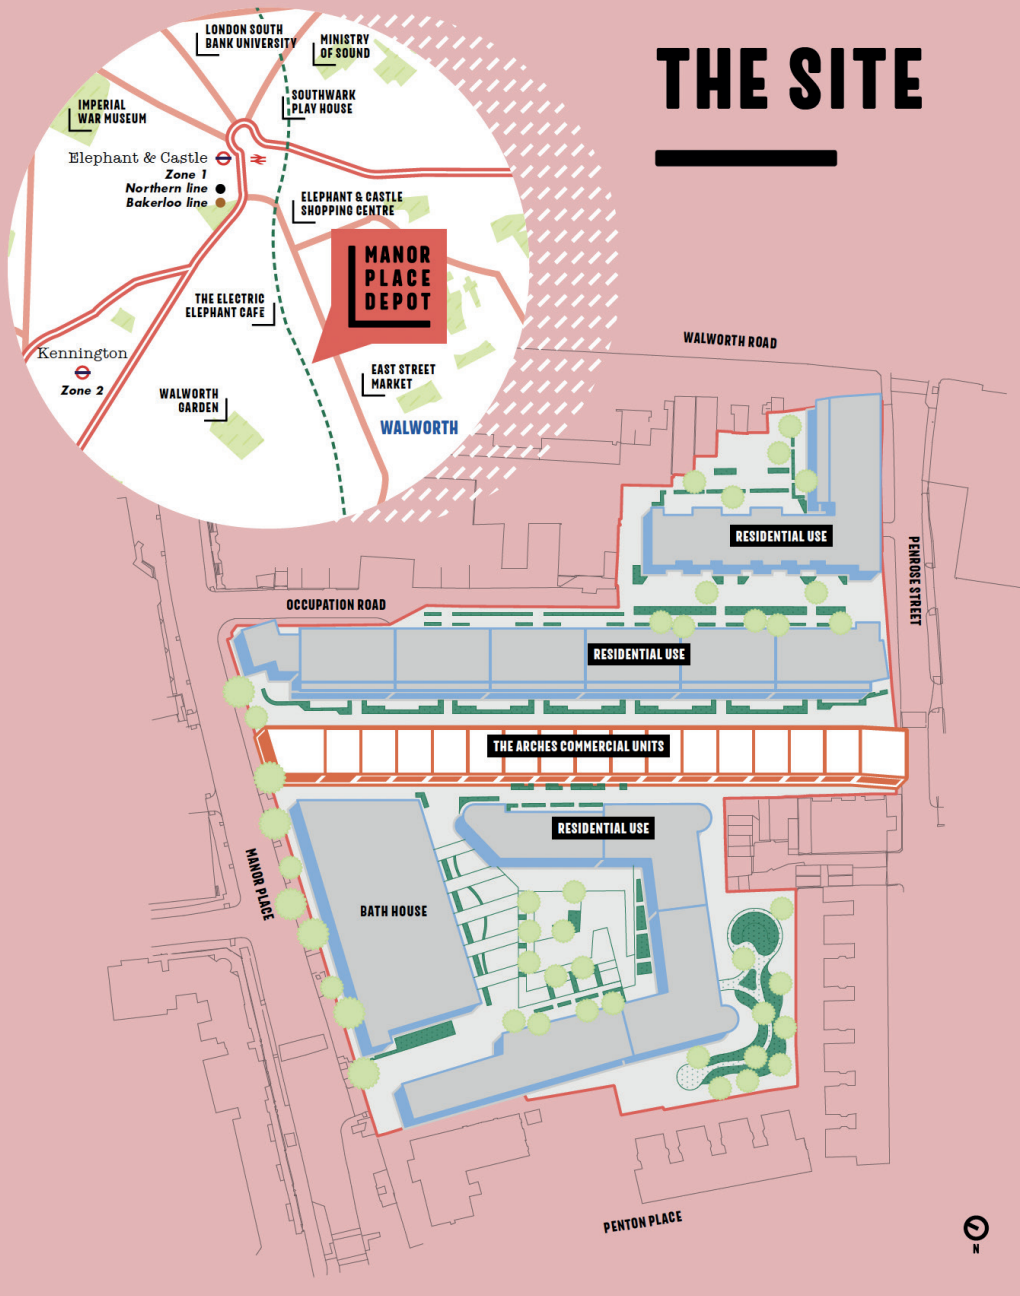 THE SITE
LONDON SOUTH
BANK UNIVERSITY
MINISTRY
OF SOUND
IMPERIAL
WAR MUSEUM
SOUTHWARK
PLAY HOUSE
Elephant & Castle
Zone 1
Northern line
Bakerloo line
ELEPHANT & CASTLE
SHOPPING CENTRE
MANOR
PLACE
DEPOT
THE ELECTRIC
ELEPHANT CAFE
Kennington
Zone 2
WALWORTH
GARDEN
EAST STREET
MARKET
WALWORTH
WALWORTH ROAD
RESIDENTIAL USE
PENROSE STREET
OCCUPATION ROAD
RESIDENTIAL USE
THE ARCHES COMMERCIAL UNITS
RESIDENTIAL USE
MANOR PLACE
BATH HOUSE
PENTON PLACE
N